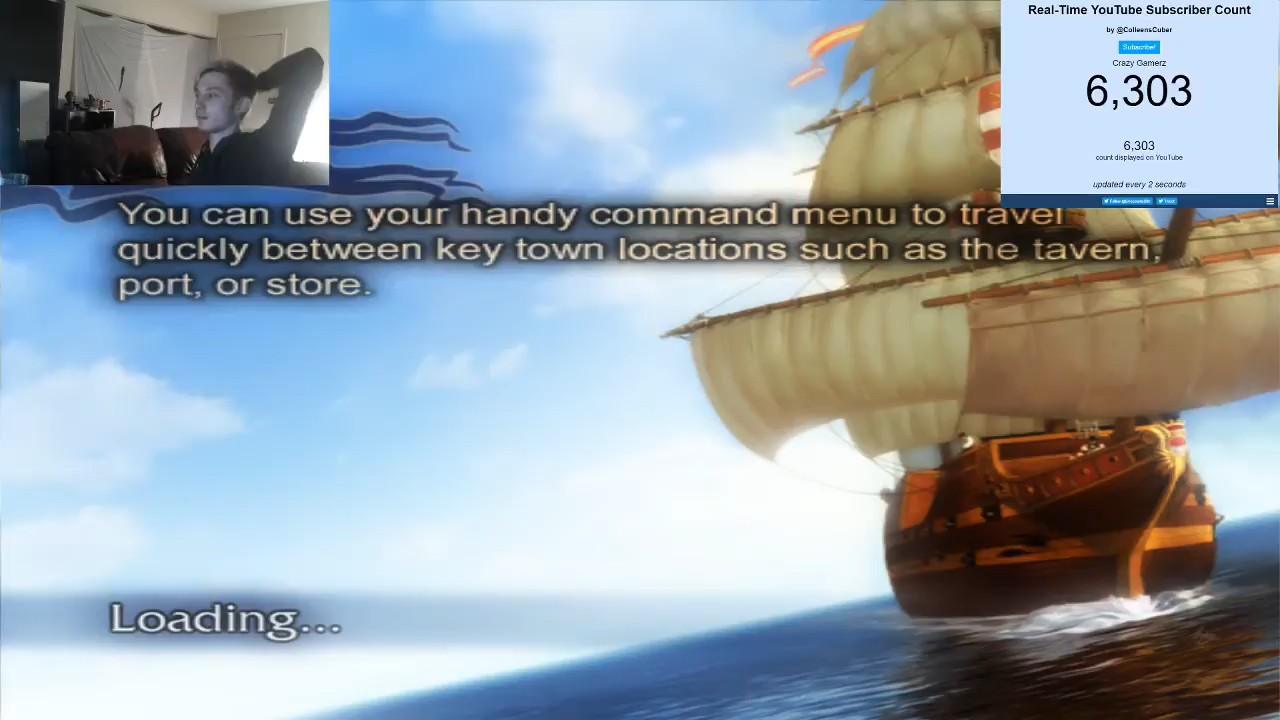 Real-Time YouTube Subscriber Count
by @ColleensCuber
Subscribe!
Crazy Gamerz
6,303
6,303
count displayed on YouTube
updated every 2 seconds
Tweet
You can use your handy command menu to travel
quickly between key town locations such as the tavern,
port, or store.
Loading...